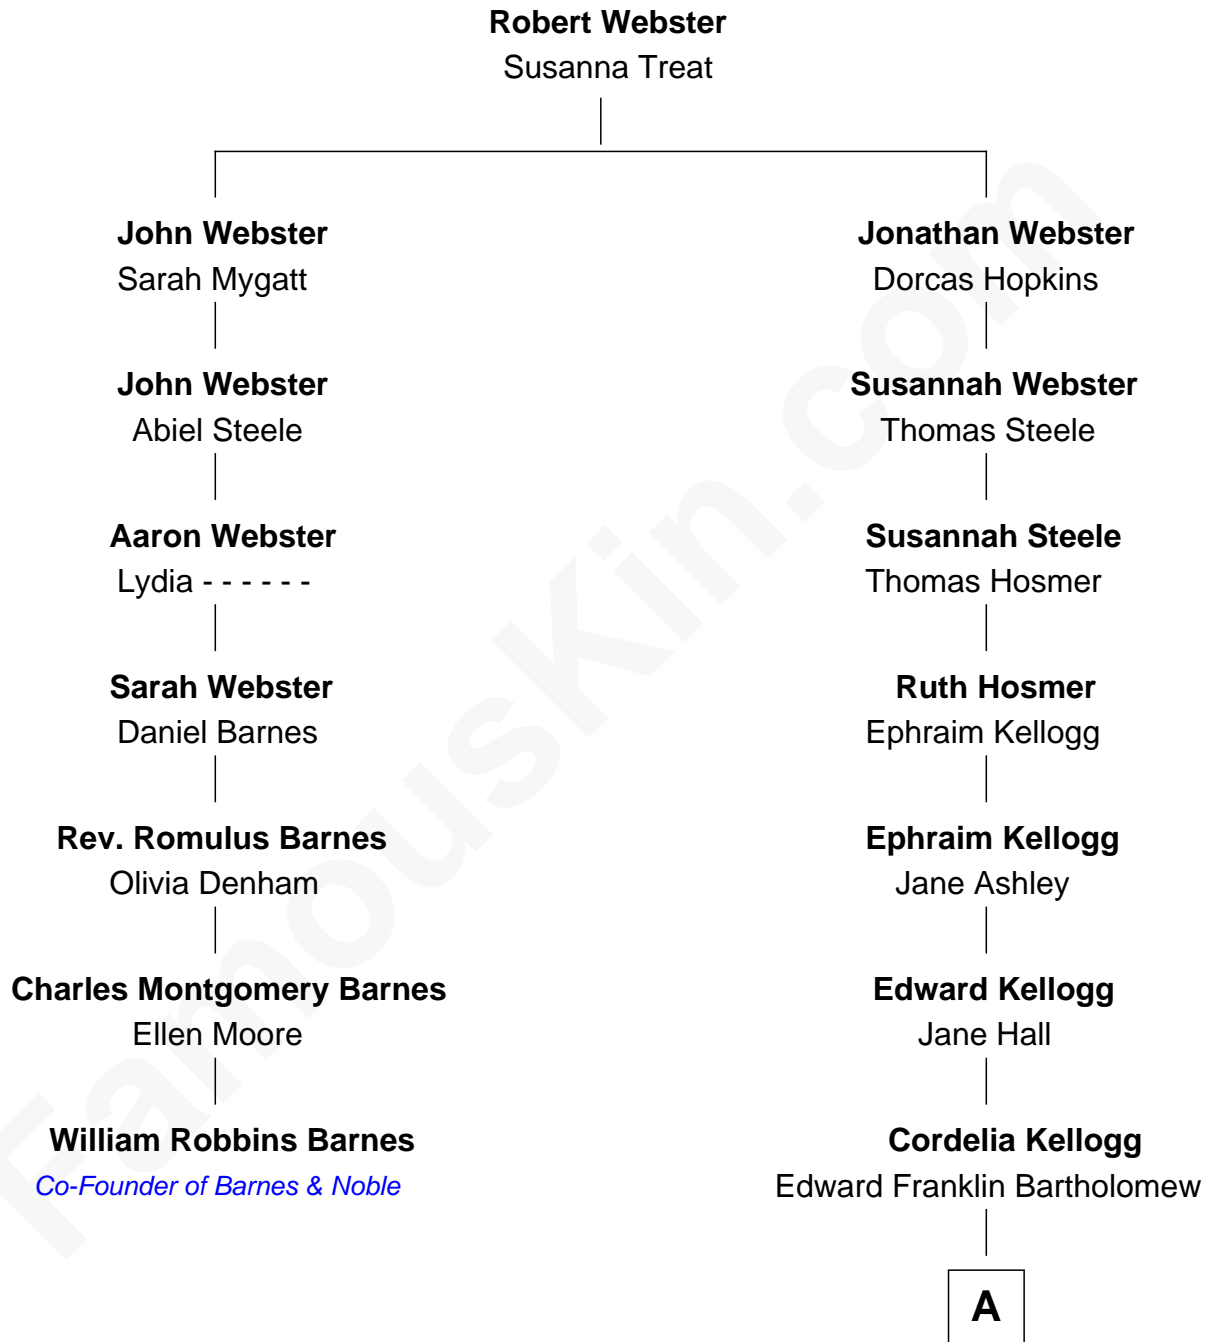 Robert Webster
Susanna Treat
John Webster
Sarah Mygatt
Jonathan Webster
Dorcas Hopkins
John Webster
Abiel Steele
Susannah Webster
Thomas Steele
Aaron Webster
Lydia - - - - - -
Susannah Steele
Thomas Hosmer
Sarah Webster
Daniel Barnes
Ruth Hosmer
Ephraim Kellogg
Rev. Romulus Barnes
Olivia Denham
Ephraim Kellogg
Jane Ashley
Charles Montgomery Barnes
Ellen Moore
Edward Kellogg
Jane Hall
William Robbins Barnes
Co-Founder of Barnes & Noble
Cordelia Kellogg
Edward Franklin Bartholomew
A
FamousKin.com